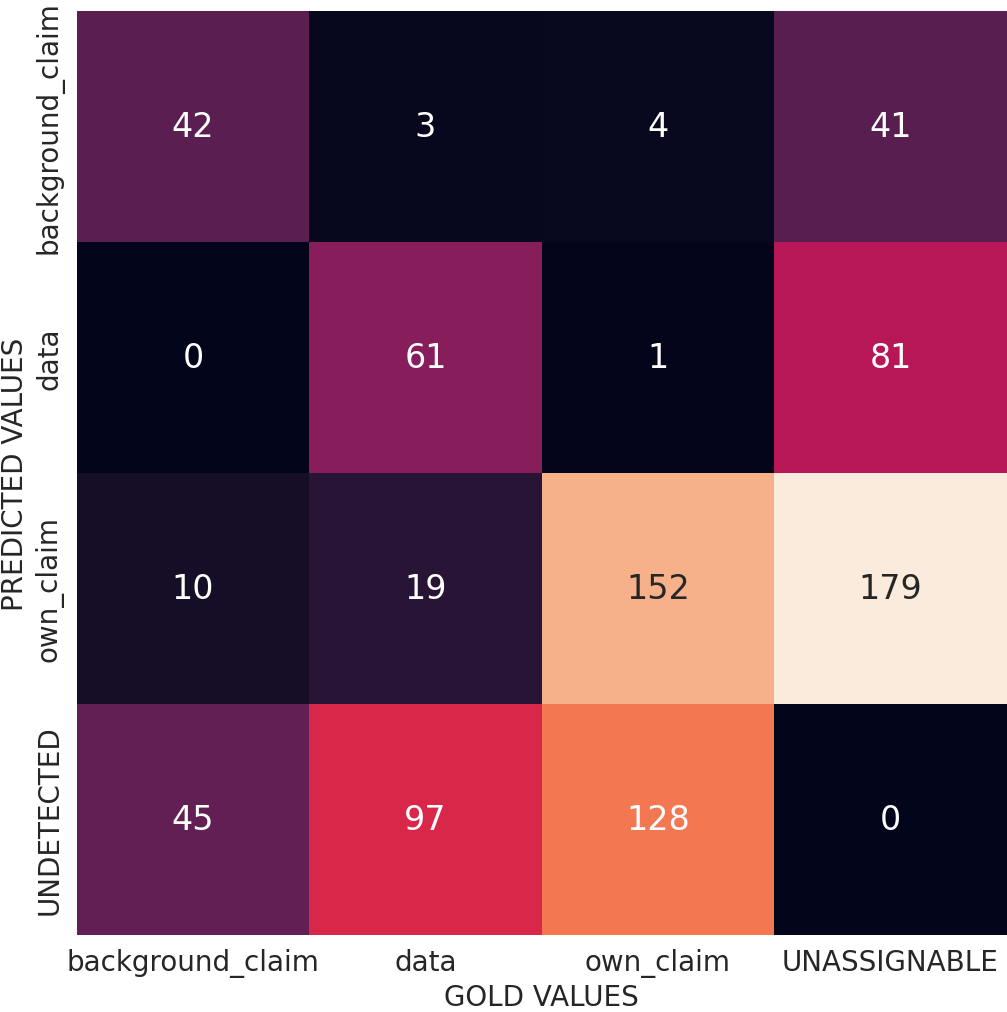 PREDICTED VALUES
background_claim
42 3 4 41
data
0 61 1 81
own_claim
10 19 152 179
UNDETECTED
45 97 128 0
background_claim data own_claim UNASSIGNABLE
GOLD VALUES